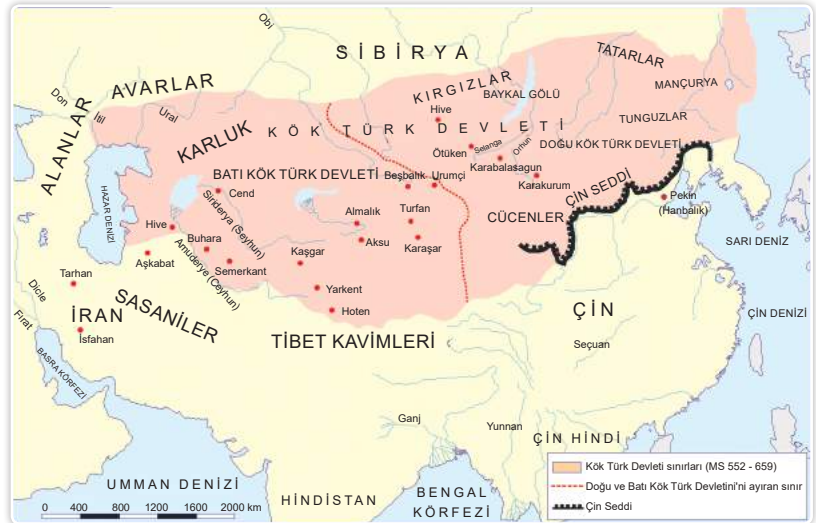 SİBİRYA
Obi
TATARLAR
AVARLAR
KIRGIZLAR
BAYKAL GÖLÜ
MANÇURYA
Don
İtil
Ural
Hive
TUNGUZLAR
ALANLAR
KARLUK
KÖK TÜRK DEVLETİ
DOĞU KÖK TÜRK DEVLETİ
Ötüken
Selanga
Orhun
Karabalasagun
BATI KÖK TÜRK DEVLETİ
Beşbalık
Urumçi
Karakurum
ÇİN SEDDİ
Cend
Siriderya (Seyhun)
HAZAR DENİZİ
Pekin
(Hanbalık)
Almalık
Turfan
CÜCENLER
Hive
Buhara
Aksu
Karaşar
SARI DENİZ
Amuderye (Ceyhun)
Semerkant
Kaşgar
Aşkabat
Tarhan
Yarkent
Dicle
SASANİLER
Hoten
ÇİN
ÇİN DENİZİ
Fırat
İRAN
İsfahan
TİBET KAVİMLERİ
Seçuan
BASRA KÖRFEZİ
Ganj
Yunnan
ÇİN HİNDİ
UMMAN DENİZİ
HİNDİSTAN
BENGAL
KÖRFEZİ
0 400 800 1200 1600 2000 km
Kök Türk Devleti sınırları (MS 552 - 659)
Doğu ve Batı Kök Türk Devletini'ni ayıran sınır
Çin Seddi